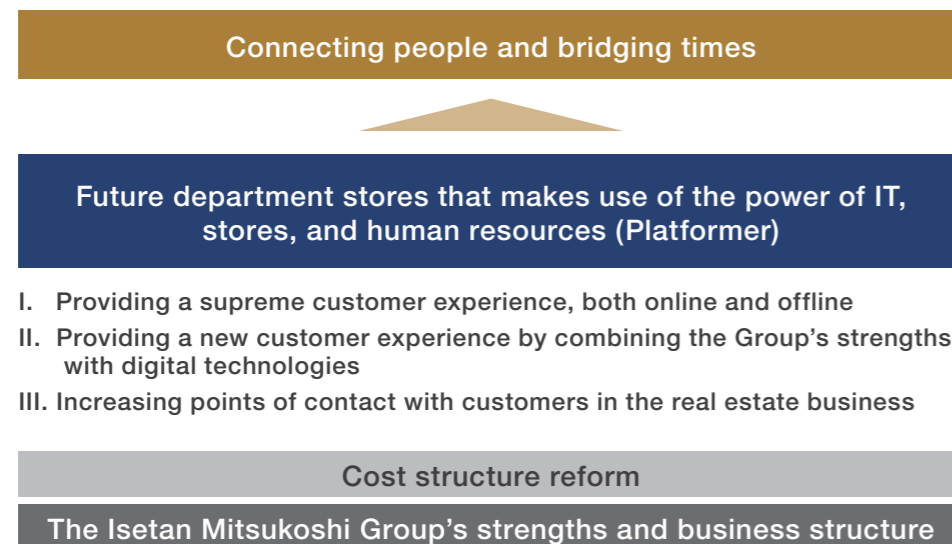 Connecting people and bridging times
Future department stores that makes use of the power of IT,
stores, and human resources (Platformer)
I. Providing a supreme customer experience, both online and offline
II. Providing a new customer experience by combining the Group’s strengths
with digital technologies
III. Increasing points of contact with customers in the real estate business
Cost structure reform
The Isetan Mitsukoshi Group’s strengths and business structure